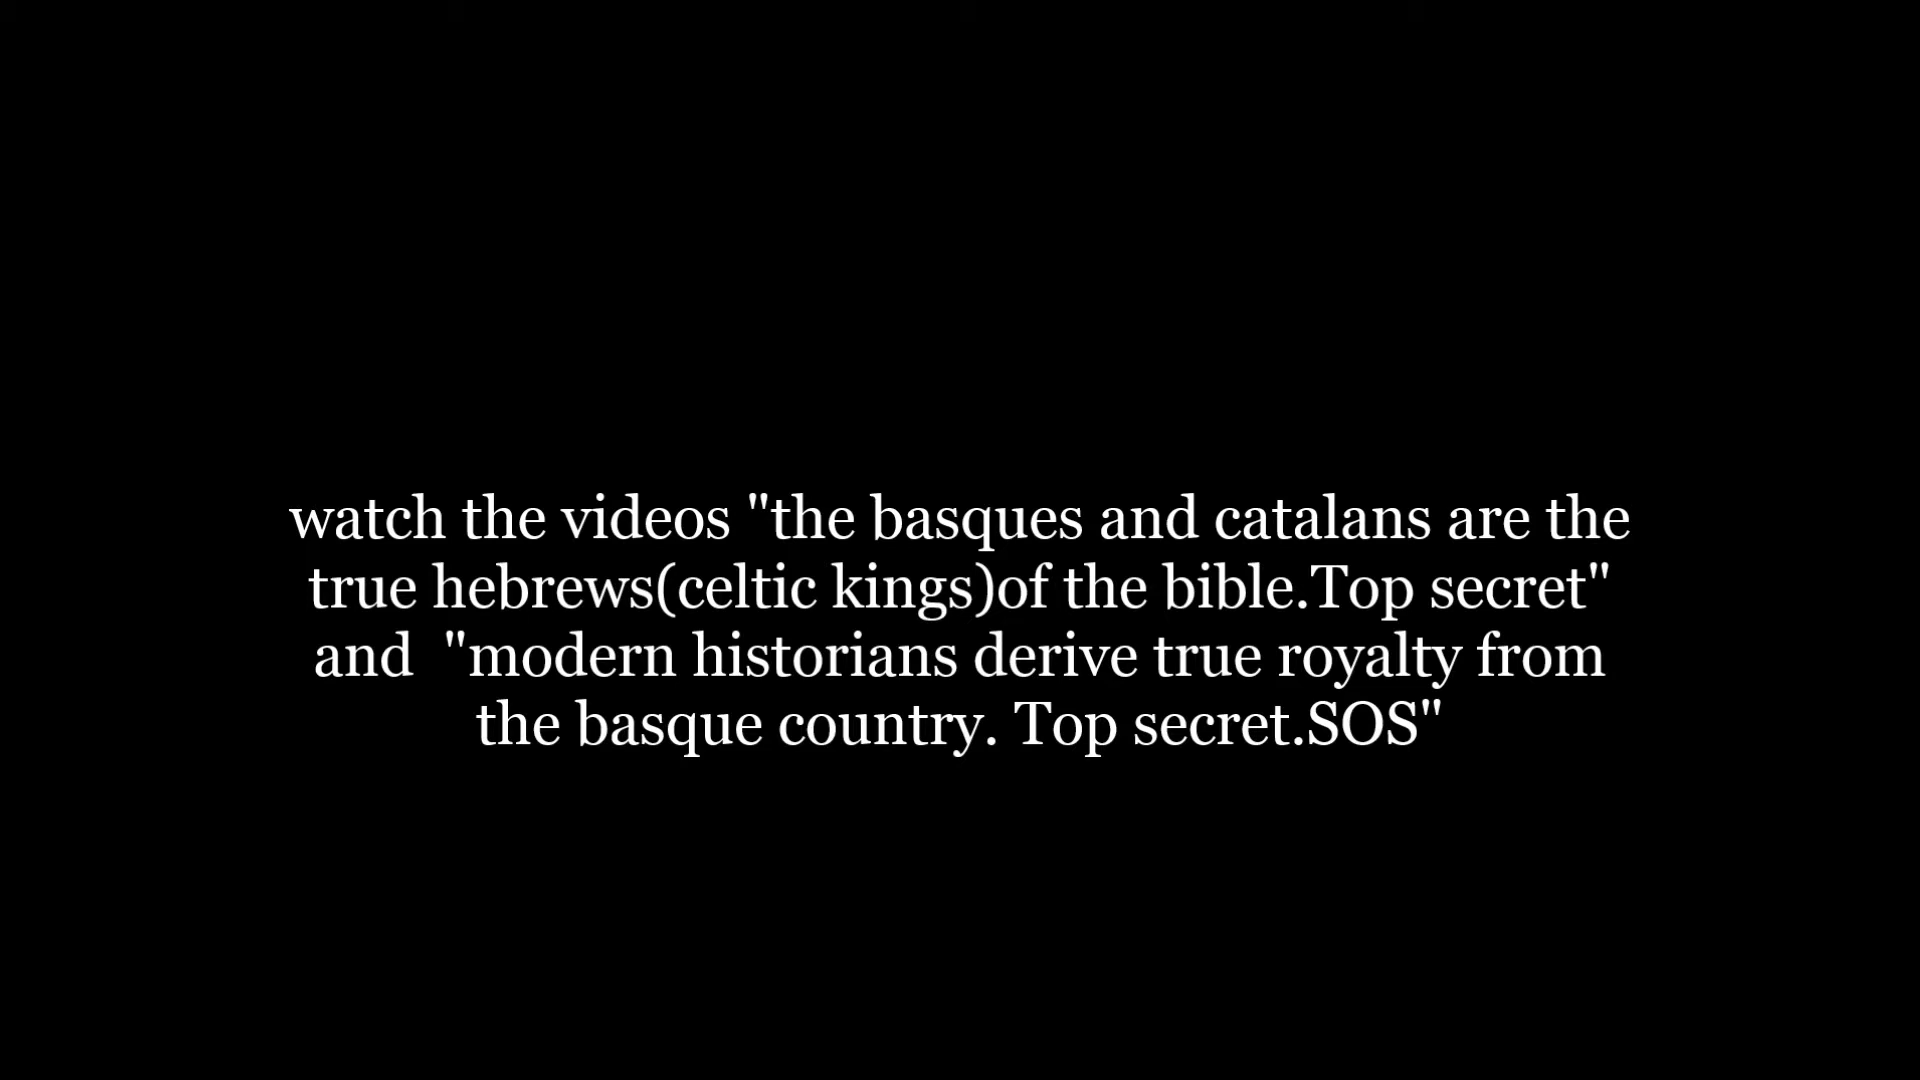 watch the videos "the basques and catalans are the
true hebrews(celtic kings)of the bible.Top secret"
and  "modern historians derive true royalty from
the basque country. Top secret.SOS"